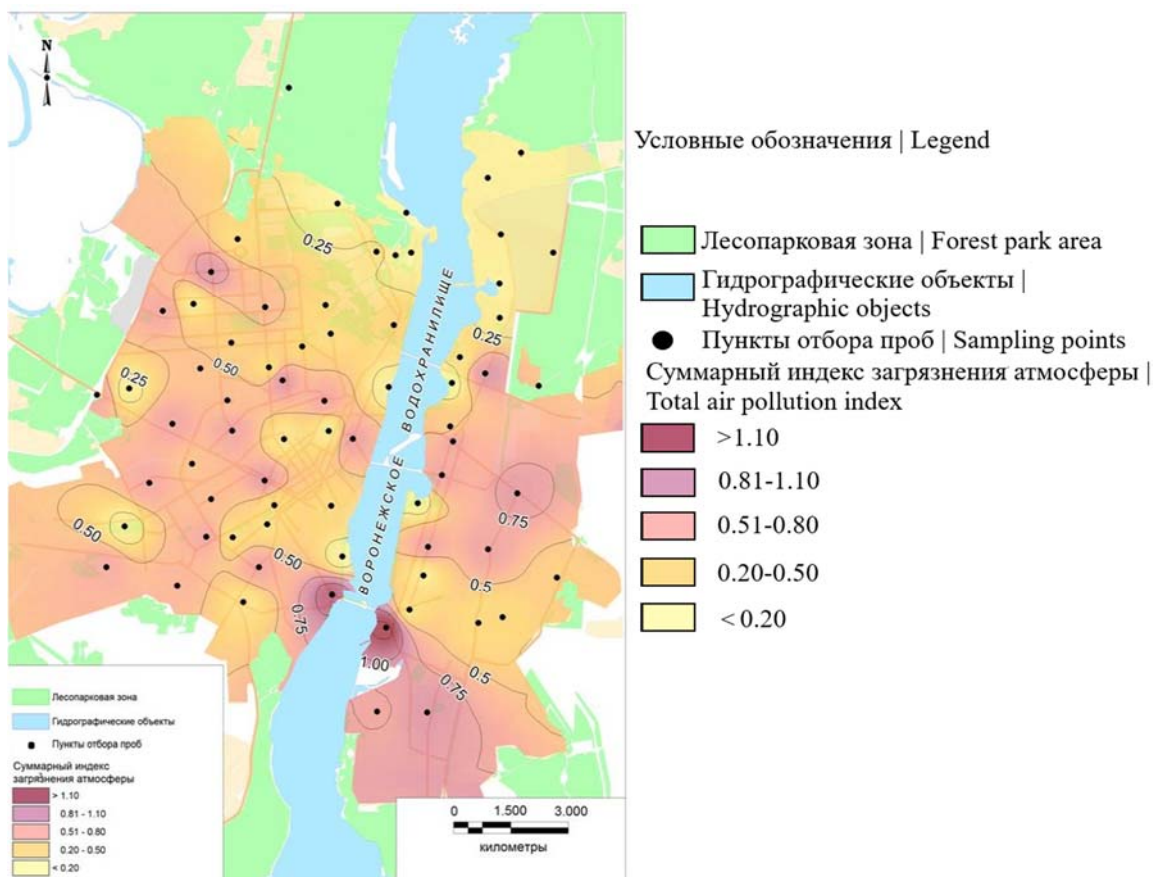 N
0.25
0.25
0.50
0.25
ВОРОНЕЖСКОЕ ВОДОХРАНИЛИЩЕ
0.75
0.50
0.50
0.5
0.75
1.00
0.5
0.75
Лесопарковая зона
Гидрографические объекты
Пункты отбора проб
Суммарный индекс
загрязнения атмосферы
> 1.10
0.81 - 1.10
0.51 - 0.80
0.20 - 0.50
< 0.20
0 1.500 3.000
километры
Условные обозначения | Legend
Лесопарковая зона | Forest park area
Гидрографические объекты |
Hydrographic objects
Пункты отбора проб | Sampling points
Суммарный индекс загрязнения атмосферы |
Total air pollution index
>1.10
0.81-1.10
0.51-0.80
0.20-0.50
< 0.20